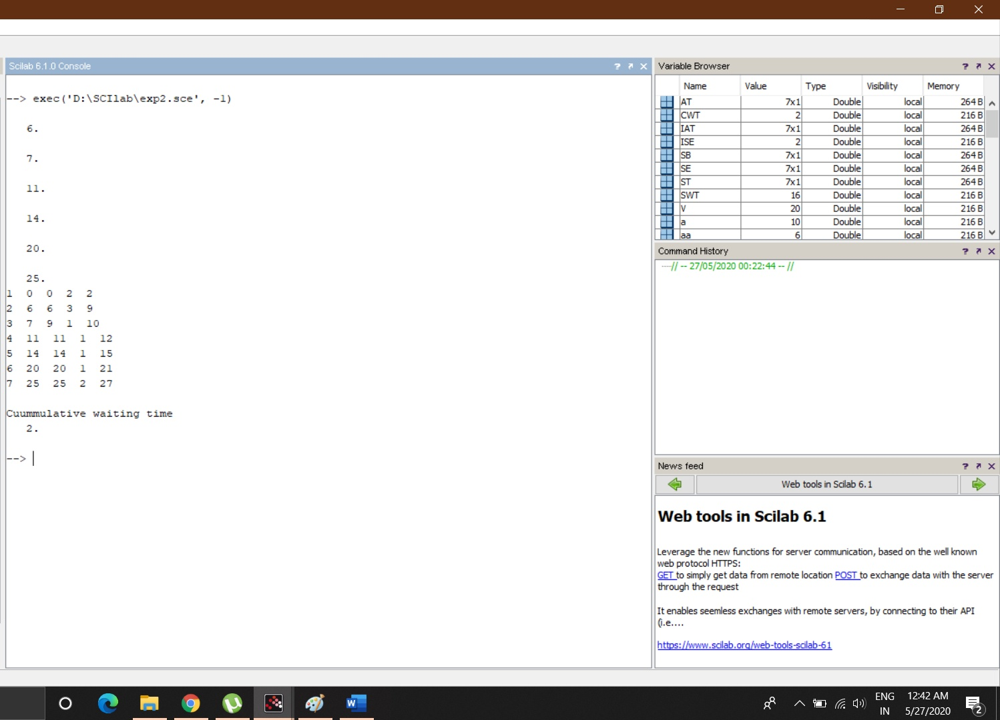 Scilab 6.1.0 Console
--> exec('D:\SCIlab\exp2.sce', -1)
6.
7.
11.
14.
20.
25.
1 0 0 2 2
2 6 6 3 9
3 7 9 1 10
4 11 11 1 12
5 14 14 1 15
6 20 20 1 21
7 25 25 2 27
Cuummulative waiting time
2.
-->
Variable Browser
Name Value Type Visibility Memory
AT 7x1 Double local 264 B
CWT 2 Double local 216 B
IAT 7x1 Double local 264 B
ISE 2 Double local 216 B
SB 7x1 Double local 264 B
SE 7x1 Double local 264 B
ST 7x1 Double local 264 B
SWT 16 Double local 216 B
V 20 Double local 216 B
a 10 Double local 216 B
aa 6 Double local 216 B
Command History
// -- 27/05/2020 00:22:44 -- //
News feed
Web tools in Scilab 6.1
Web tools in Scilab 6.1
Leverage the new functions for server communication, based on the well known
web protocol HTTPS:
GET to simply get data from remote location POST to exchange data with the server
through the request
It enables seemless exchanges with remote servers, by connecting to their API
(i.e....
https://www.scilab.org/web-tools-scilab-61
ENG
IN
12:42 AM
5/27/2020
2